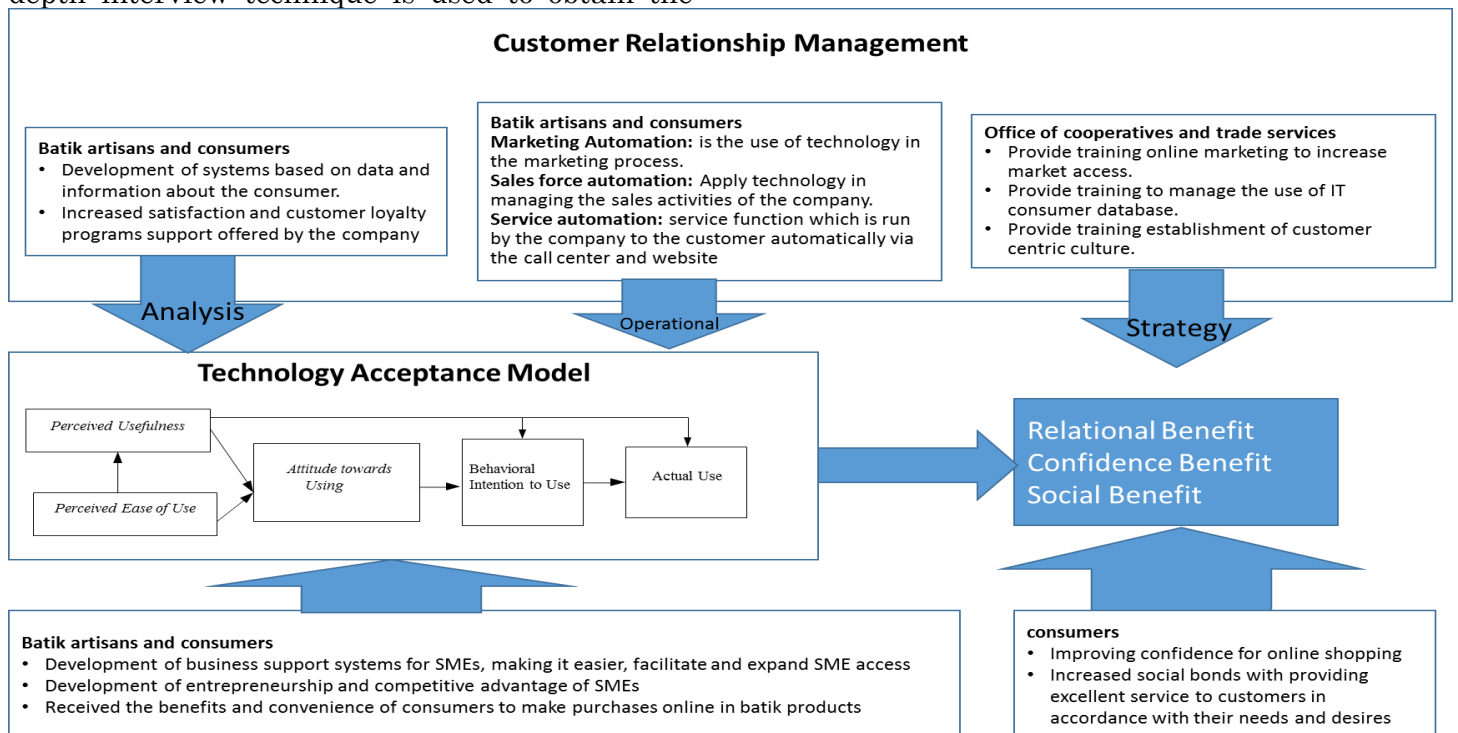 depth interview technique is used to obtain the
Customer Relationship Management
Batik artisans and consumers
• Development of systems based on data and
information about the consumer.
• Increased satisfaction and customer loyalty
programs support offered by the company
Batik artisans and consumers
Marketing Automation: is the use of technology in
the marketing process.
Sales force automation: Apply technology in
managing the sales activities of the company.
Service automation: service function which is run
by the company to the customer automatically via
the call center and website
Office of cooperatives and trade services
• Provide training online marketing to increase
market access.
• Provide training to manage the use of IT
consumer database.
• Provide training establishment of customer
centric culture.
Analysis
Operational
Strategy
Technology Acceptance Model
Perceived Usefulness
Perceived Ease of Use
Attitude towards
Using
Behavioral
Intention to Use
Actual Use
Relational Benefit
Confidence Benefit
Social Benefit
Batik artisans and consumers
• Development of business support systems for SMEs, making it easier, facilitate and expand SME access
• Development of entrepreneurship and competitive advantage of SMEs
• Received the benefits and convenience of consumers to make purchases online in batik products
consumers
• Improving confidence for online shopping
• Increased social bonds with providing
excellent service to customers in
accordance with their needs and desires